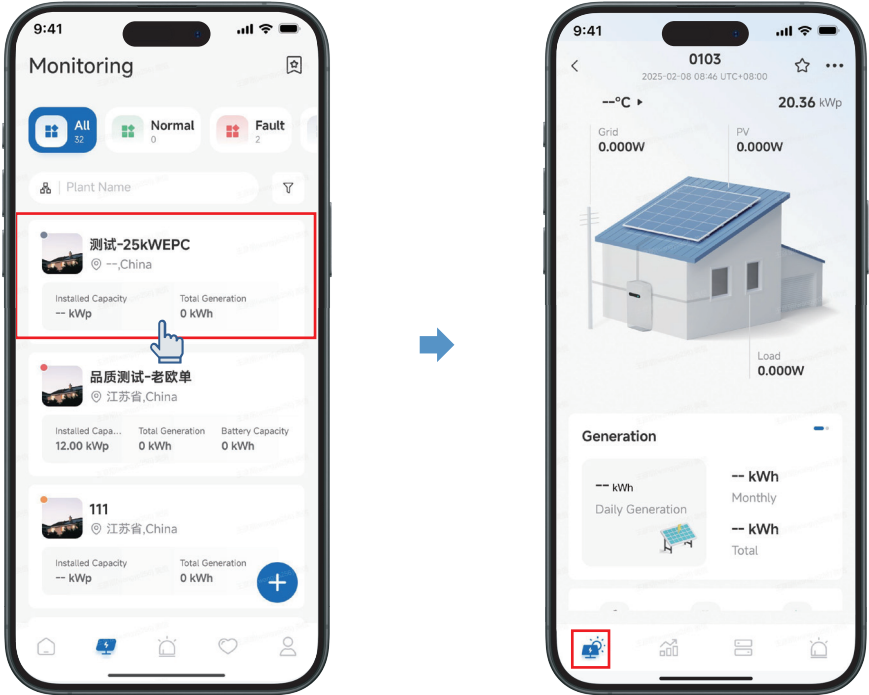 9:41
Monitoring
All
32
Normal
0
Fault
2
Plant Name
测试-25kWEPC
--,China
Installed Capacity
Total Generation
-- kWp
0 kWh
品质测试-老欧单
江苏省,China
Installed Capa...
Total Generation
Battery Capacity
12.00 kWp
0 kWh
0 kWh
111
江苏省,China
Installed Capacity
Total Generation
-- kWp
0 kWh
9:41
0103
2025-02-08 08:46 UTC+08:00
--°C
20.36 kWp
Grid
0.000W
PV
0.000W
Load
0.000W
Generation
-- kWh
Daily Generation
-- kWh
Monthly
-- kWh
Total